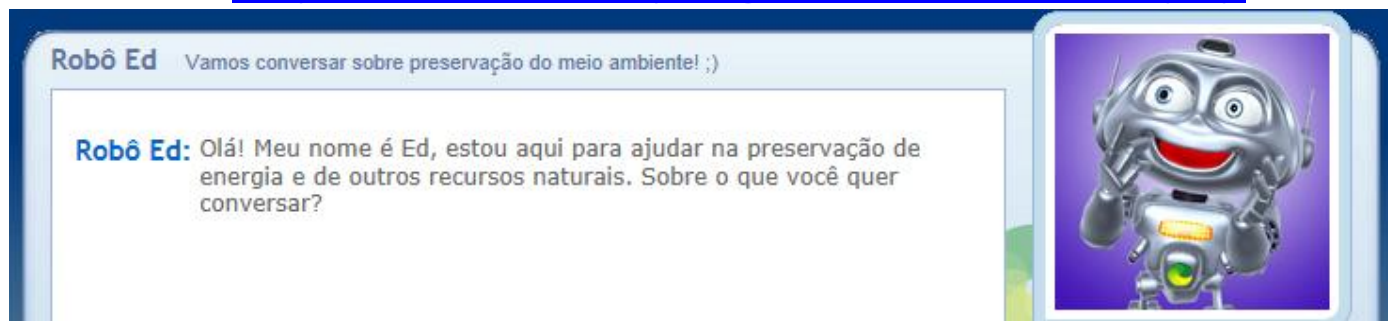 Robô Ed Vamos conversar sobre preservação do meio ambiente! ;)
Robô Ed: Olá! Meu nome é Ed, estou aqui para ajudar na preservação de
energia e de outros recursos naturais. Sobre o que você quer
conversar?